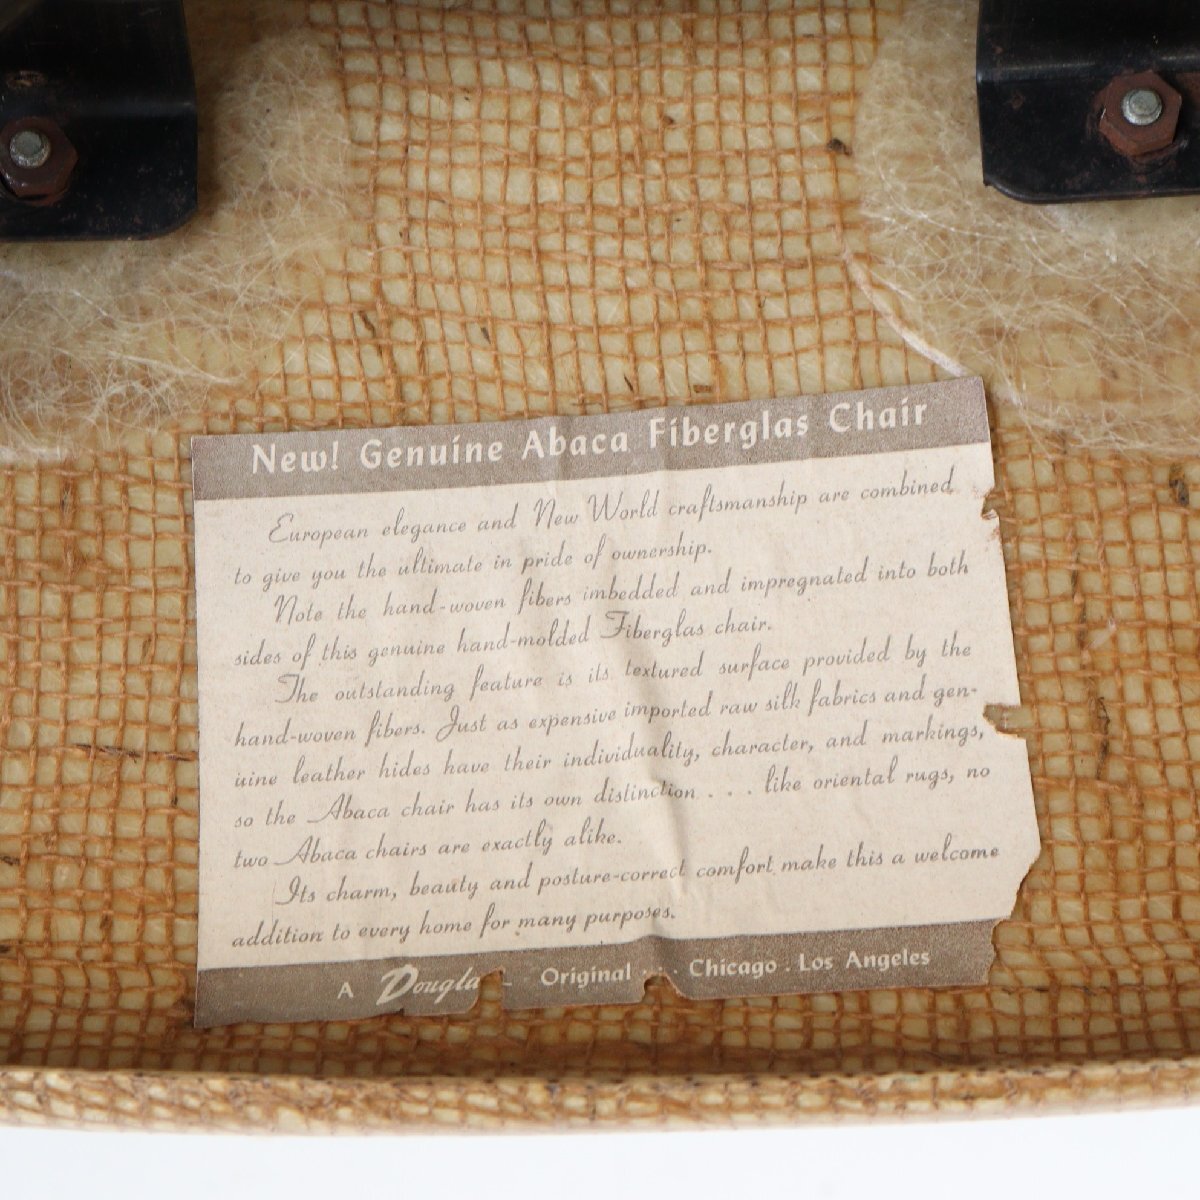 New! Genuine Abaca Fiberglas Chair
European elegance and New World craftsmanship are combined
to give you the ultimate in pride of ownership.
Note the hand-woven fibers imbedded and impregnated into both
sides of this genuine hand-molded Fiberglas chair.
The outstanding feature is its textured surface provided by the
hand-woven fibers. Just as expensive imported raw silk fabrics and gen-
uine leather hides have their individuality, character, and markings,
so the Abaca chair has its own distinction . . . like oriental rugs, no
two Abaca chairs are exactly alike.
Its charm, beauty and posture-correct comfort make this a welcome
addition to every home for many purposes.
A Dougla Original . . . Chicago . Los Angeles